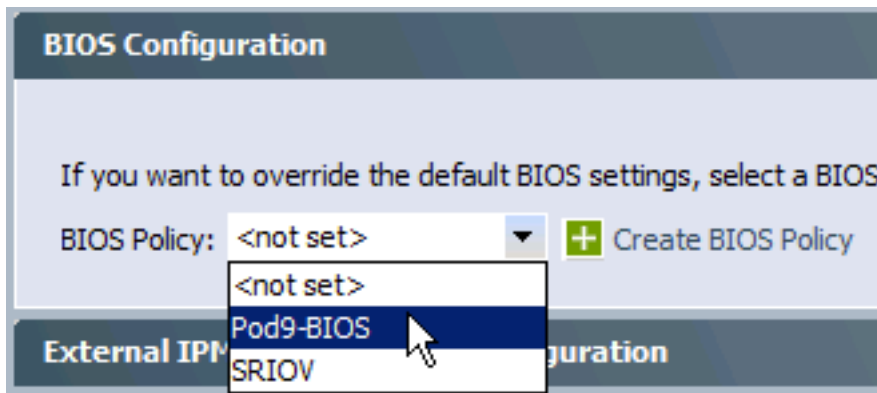 BIOS Configuration
If you want to override the default BIOS settings, select a BIOS
BIOS Policy: <not set> Create BIOS Policy
<not set>
Pod9-BIOS
SRIOV
External IPM guration